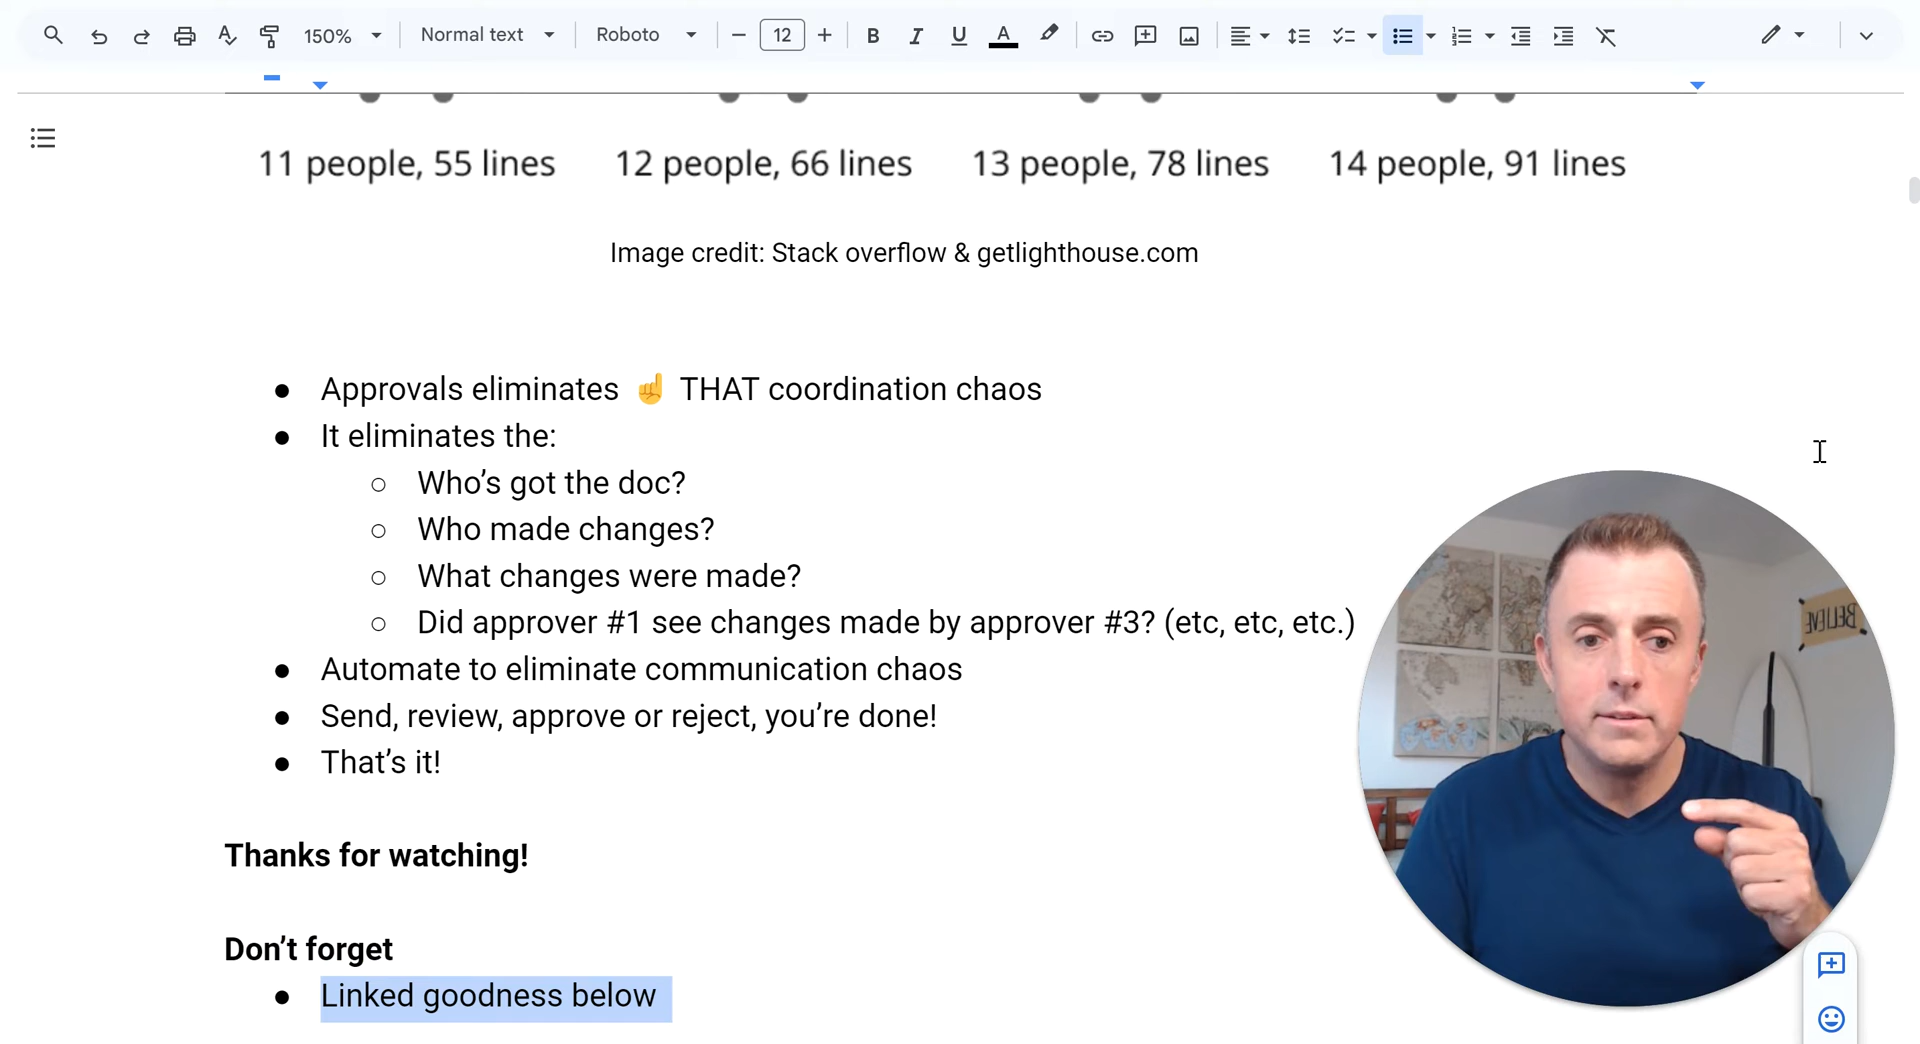 150% Normal text Roboto 12
11 people, 55 lines 12 people, 66 lines 13 people, 78 lines 14 people, 91 lines
Image credit: Stack overflow & getlighthouse.com
● Approvals eliminates ☝ THAT coordination chaos
● It eliminates the:
○ Who’s got the doc?
○ Who made changes?
○ What changes were made?
○ Did approver #1 see changes made by approver #3? (etc, etc, etc.)
● Automate to eliminate communication chaos
● Send, review, approve or reject, you’re done!
● That’s it!
BELIEVE
Thanks for watching!
Don’t forget
● Linked goodness below